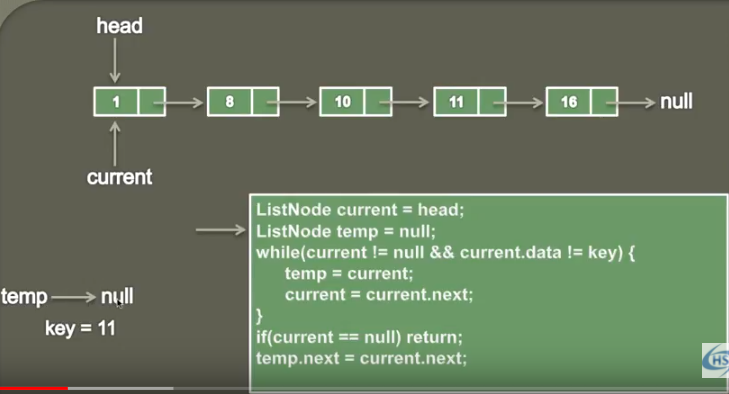 head
1 8 10 11 16 null
current
ListNode current = head;
ListNode temp = null;
while(current != null && current.data != key) {
temp = current;
current = current.next;
}
if(current == null) return;
temp.next = current.next;
temp null
key = 11
HS